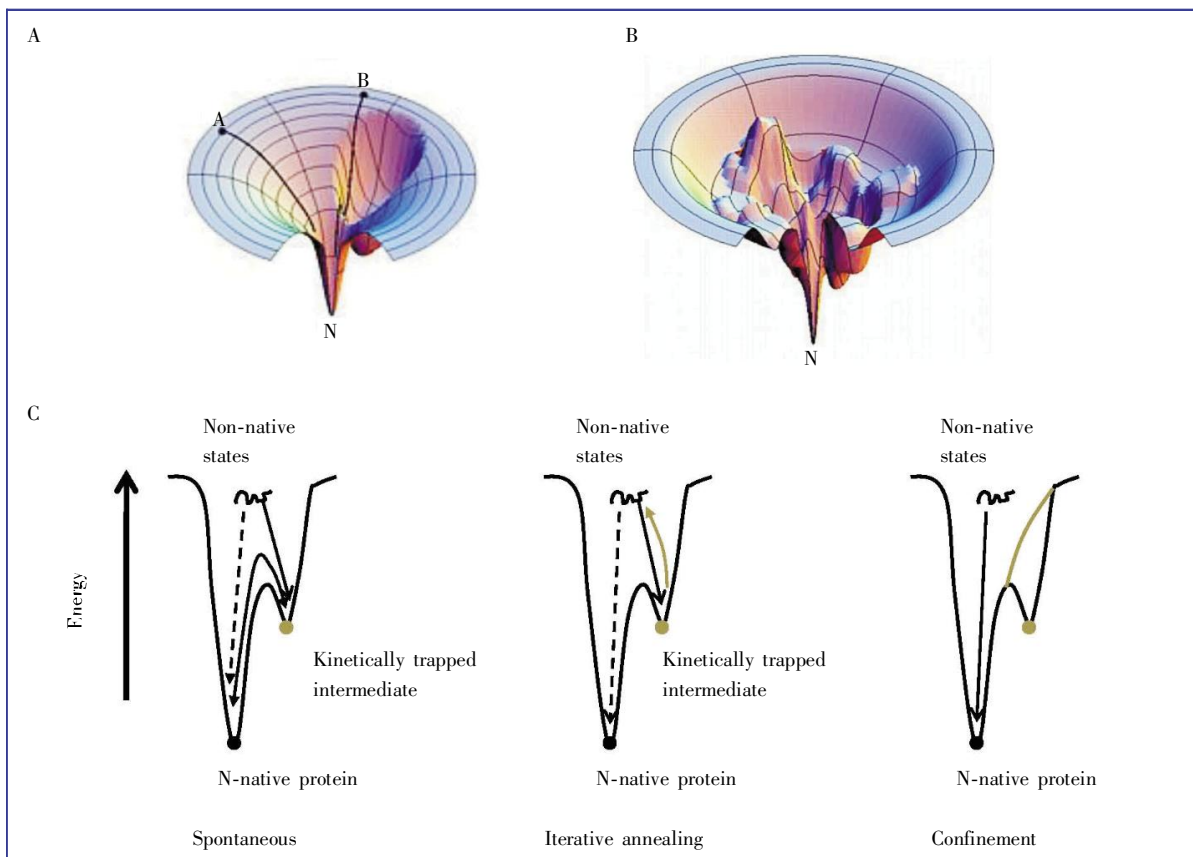 A
B
A
B
N
N
C
Non-native
states
Non-native
states
Non-native
states
Energy
Kinetically trapped
intermediate
Kinetically trapped
intermediate
N-native protein
N-native protein
N-native protein
Spontaneous
Iterative annealing
Confinement